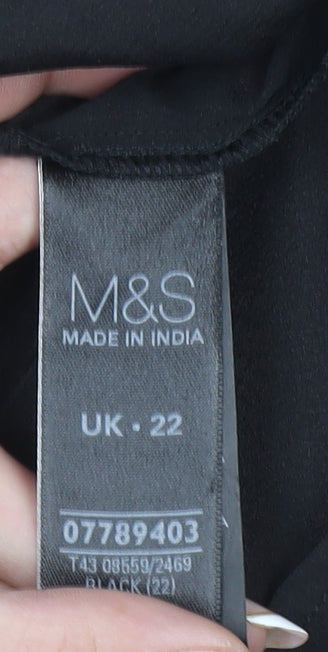 M&S
MADE IN INDIA
UK • 22
07789403
T43 08559/2469
BLACK (22)